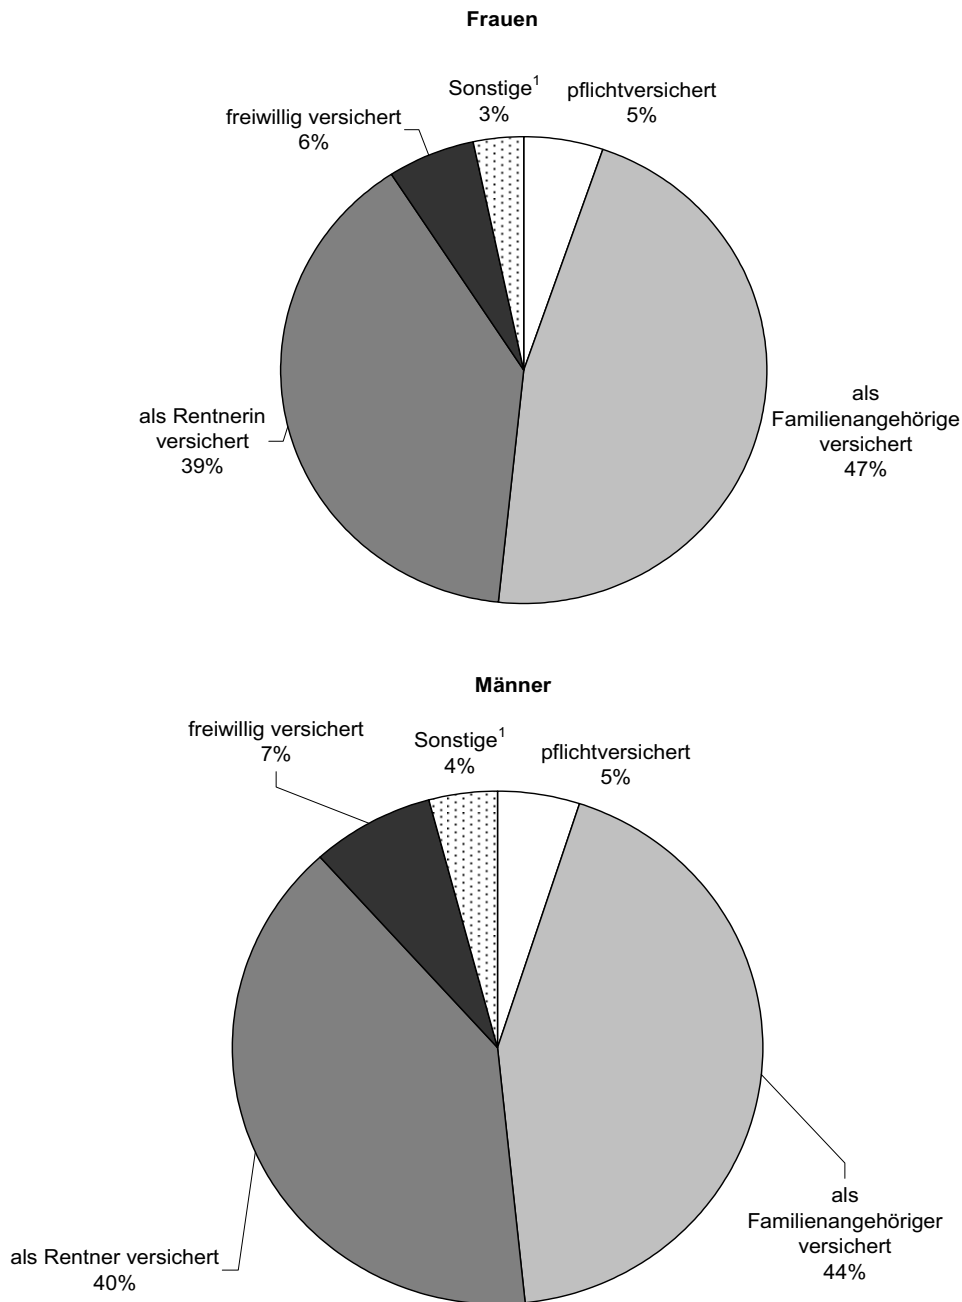 Frauen
Sonstige¹
3%
pflichtversichert
5%
freiwillig versichert
6%
als Rentnerin
versichert
39%
als
Familienangehörige
versichert
47%
Männer
freiwillig versichert
7%
Sonstige¹
4%
pflichtversichert
5%
als Rentner versichert
40%
als
Familienangehöriger
versichert
44%